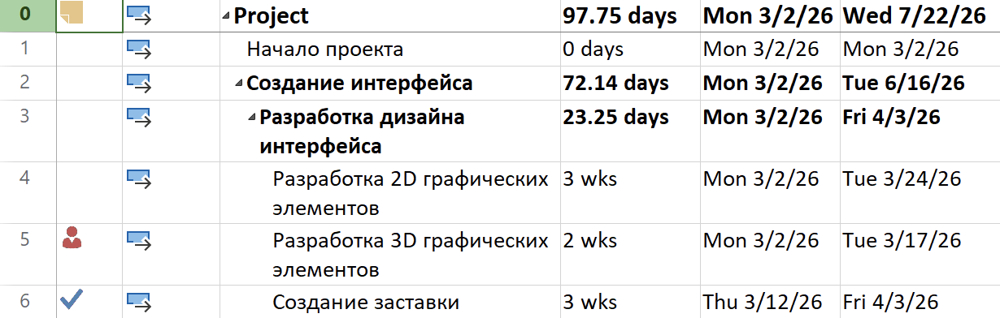 0 Project 97.75 days Mon 3/2/26 Wed 7/22/26
1 Начало проекта 0 days Mon 3/2/26 Mon 3/2/26
2 Создание интерфейса 72.14 days Mon 3/2/26 Tue 6/16/26
3 Разработка дизайна 23.25 days Mon 3/2/26 Fri 4/3/26
интерфейса
4 Разработка 2D графических 3 wks Mon 3/2/26 Tue 3/24/26
элементов
5 Разработка 3D графических 2 wks Mon 3/2/26 Tue 3/17/26
элементов
6 Создание заставки 3 wks Thu 3/12/26 Fri 4/3/26